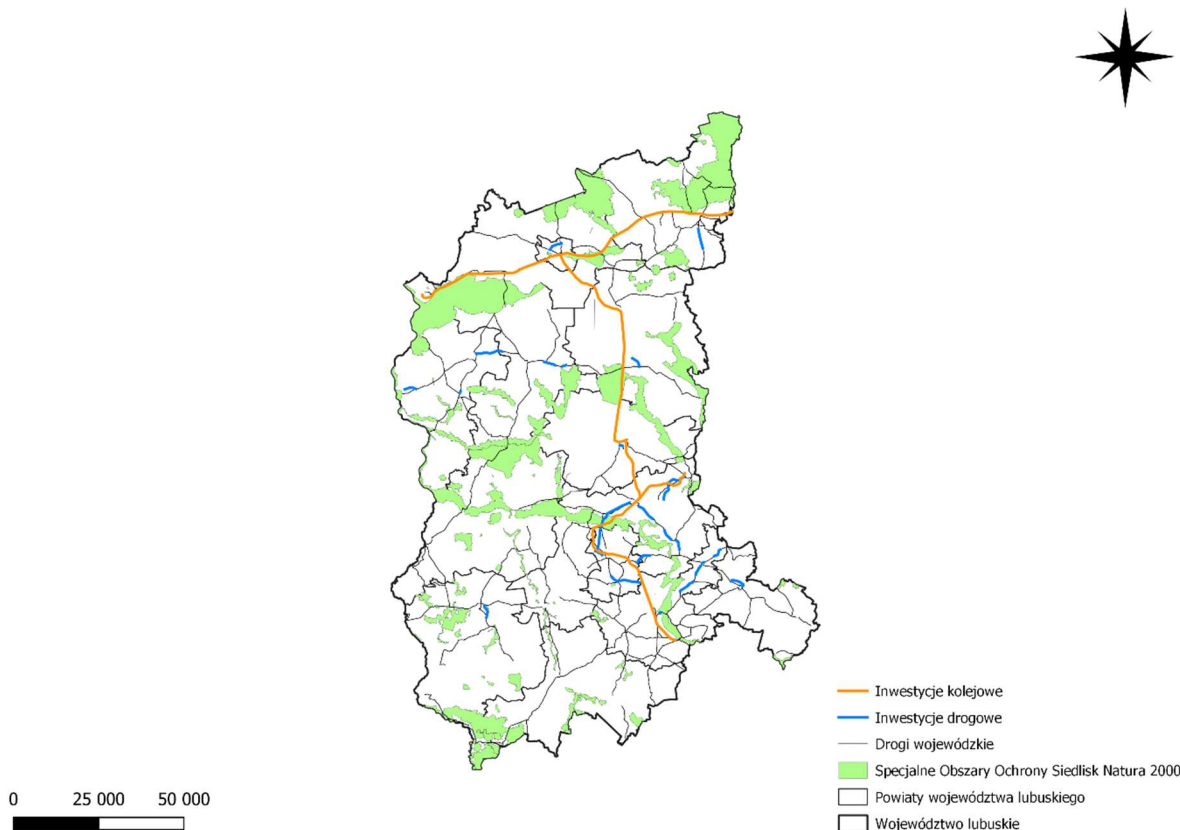 Inwestycje kolejowe
Inwestycje drogowe
Drogi wojewódzkie
Specjalne Obszary Ochrony Siedlisk Natura 2000
Powiaty województwa lubuskiego
Województwo lubuskie
0 25 000 50 000